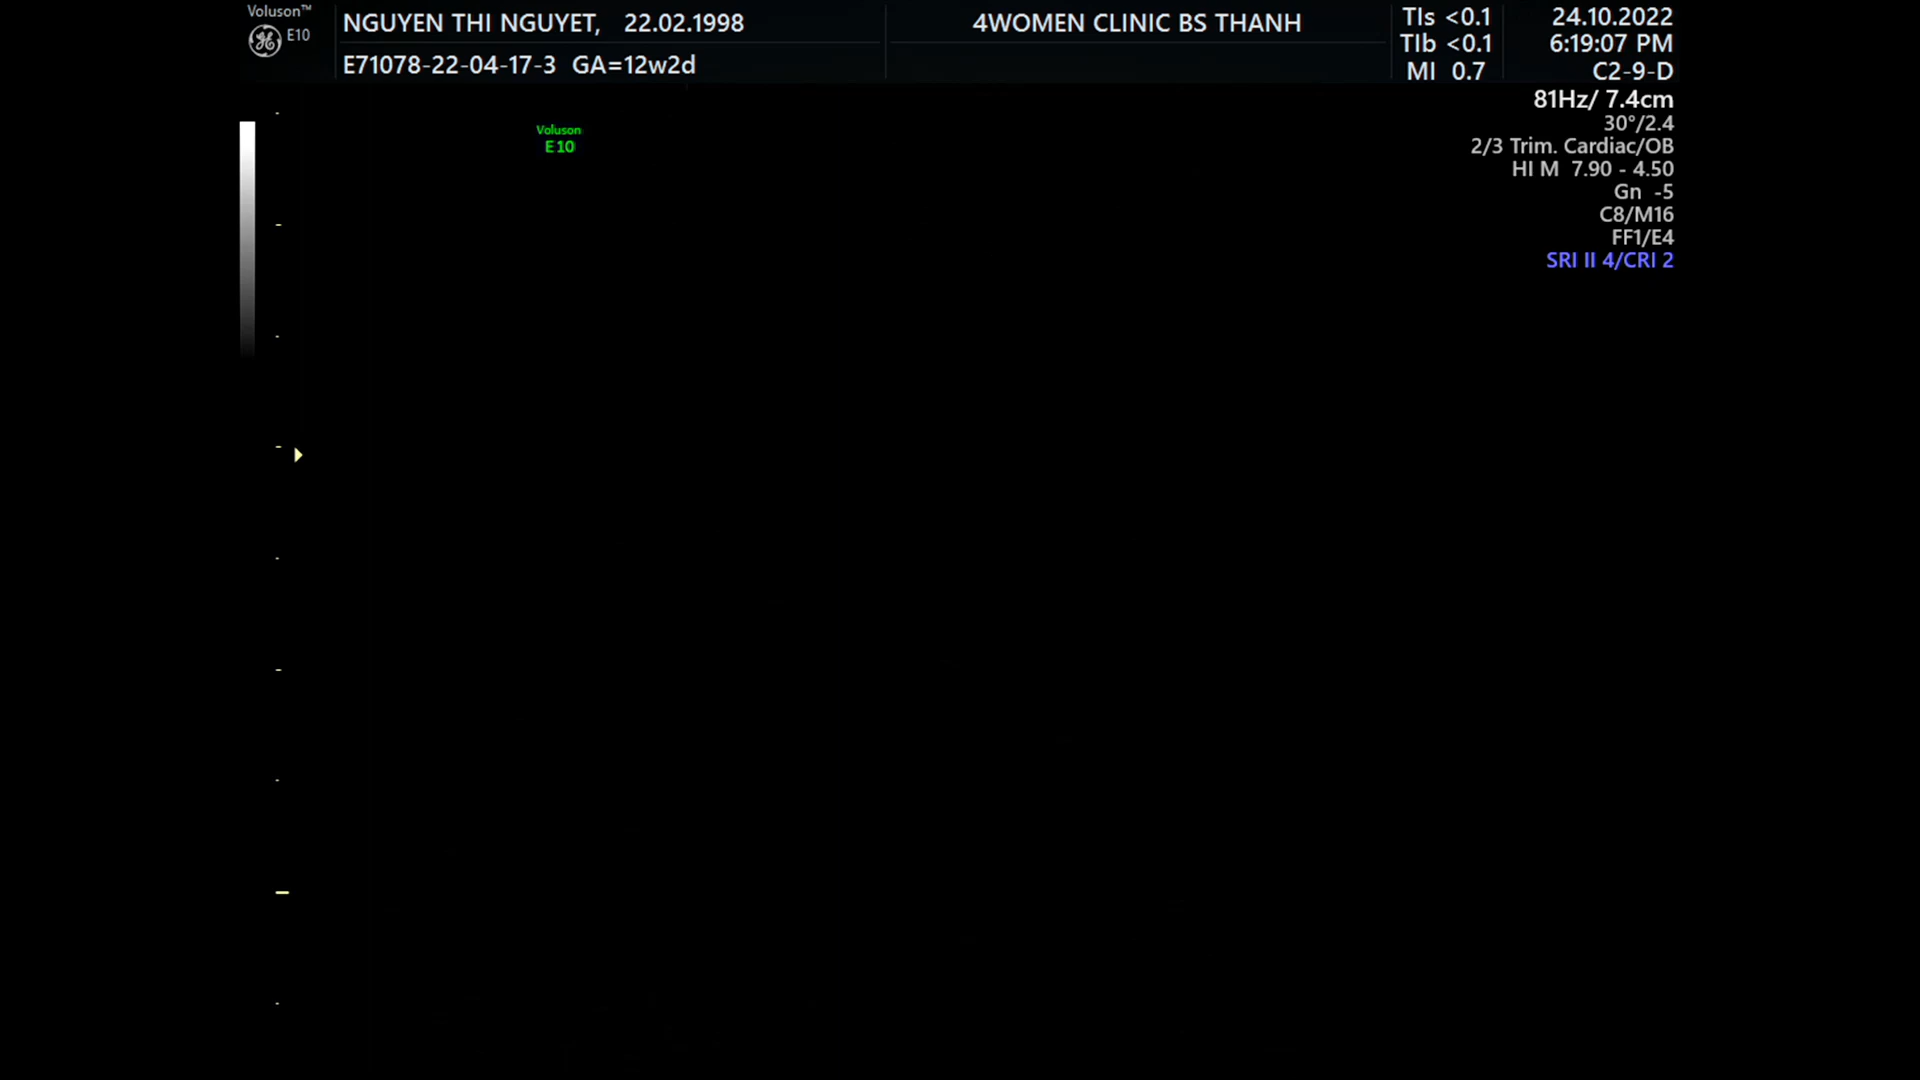 Voluson™
E10
NGUYEN THI NGUYET, 22.02.1998
E71078-22-04-17-3 GA=12w2d
4WOMEN CLINIC BS THANH
TIs <0.1
TIb <0.1
MI 0.7
24.10.2022
6:19:07 PM
C2-9-D
81Hz/ 7.4cm
30°/2.4
2/3 Trim. Cardiac/OB
HI M 7.90 - 4.50
Gn -5
C8/M16
FF1/E4
SRI II 4/CRI 2
Voluson
E10